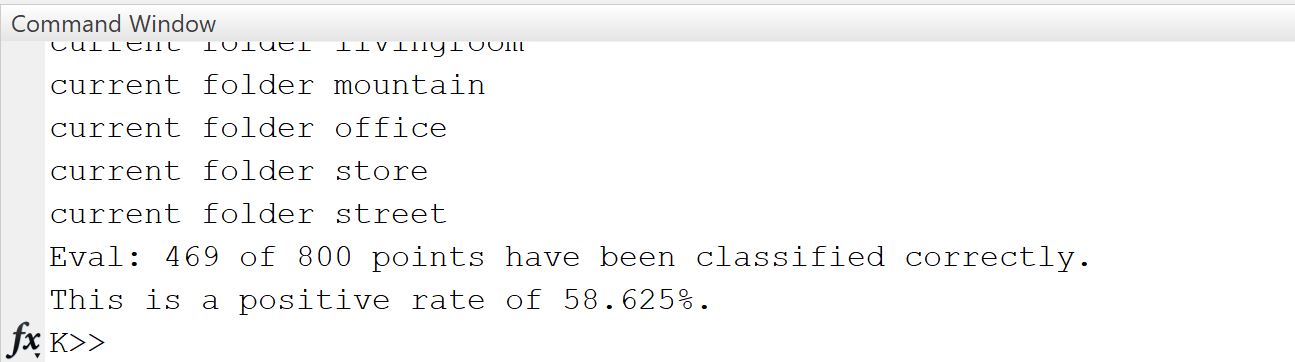 Command Window
current folder livingroom
current folder mountain
current folder office
current folder store
current folder street
Eval: 469 of 800 points have been classified correctly.
This is a positive rate of 58.625%.
fx K>>